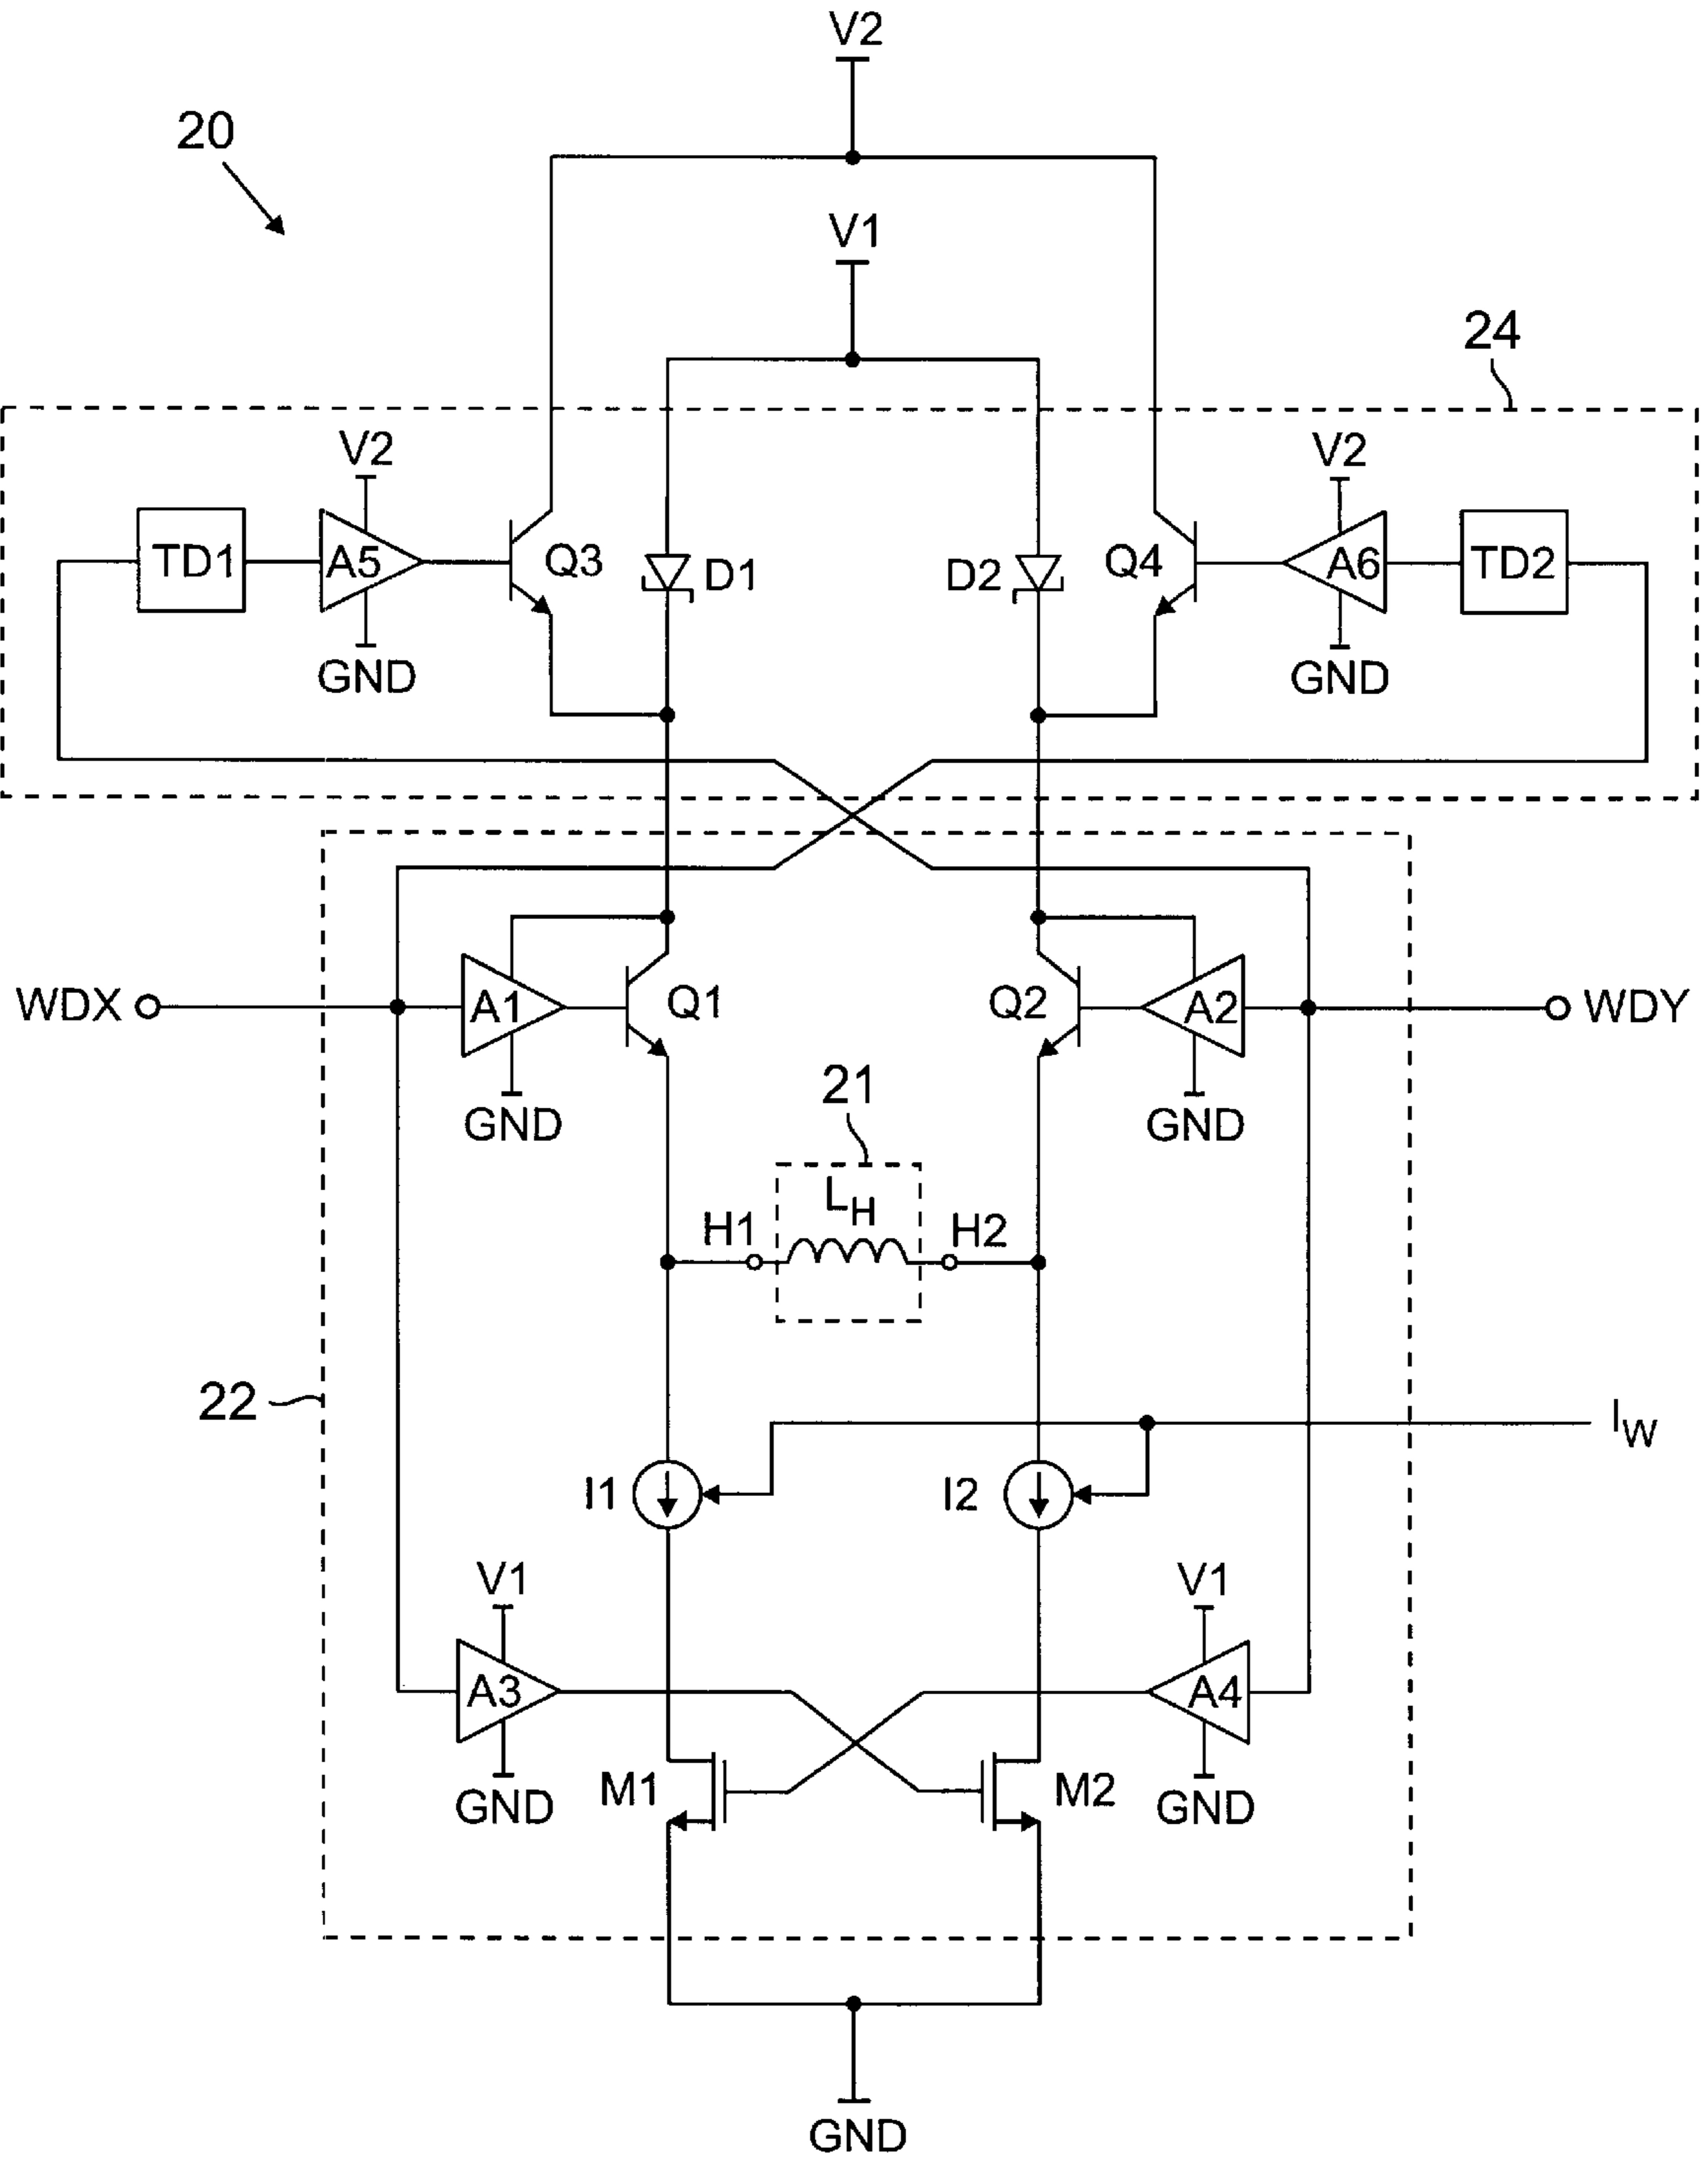 V2
20
V1
24
V2
V2
TD1
A5
Q3
D1
D2
Q4
A6
TD2
GND
GND
WDX
A1
Q1
Q2
A2
WDY
GND
21
GND
LH
H1
H2
22
IW
I1
I2
V1
V1
A3
A4
GND
M1
M2
GND
GND